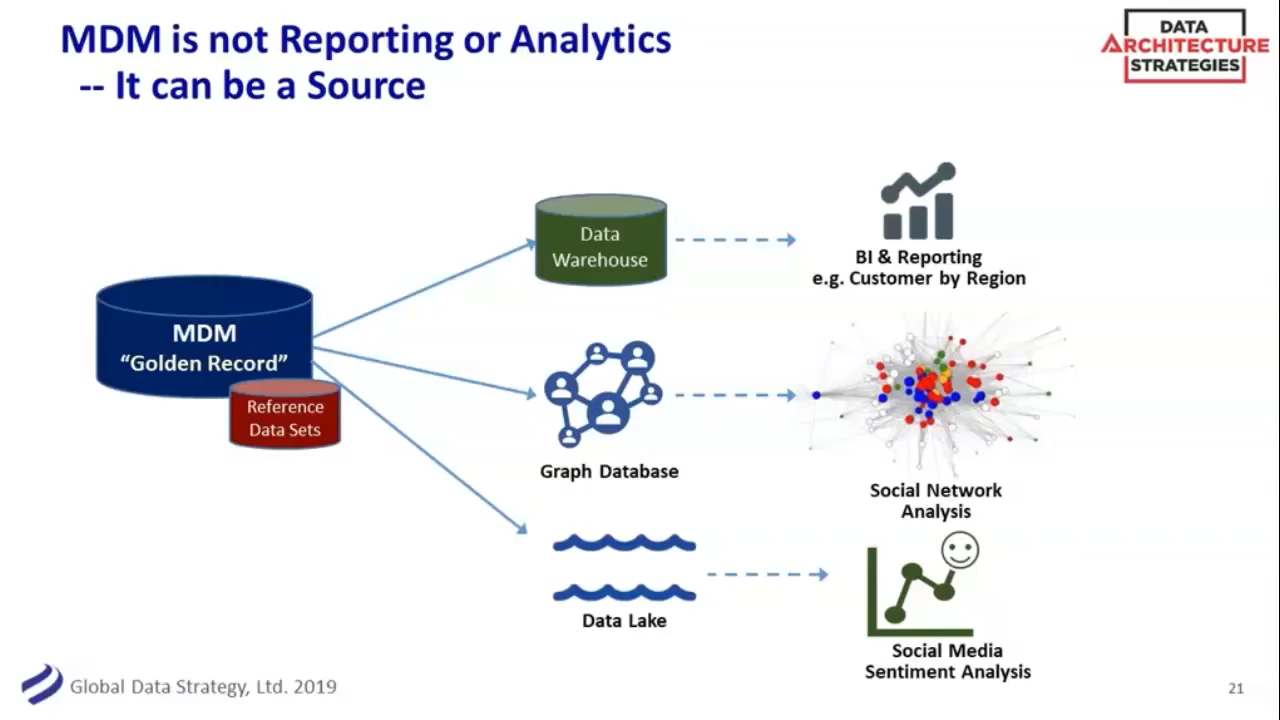 MDM is not Reporting or Analytics
-- It can be a Source
DATA
ARCHITECTURE
STRATEGIES
MDM
“Golden Record”
Reference
Data Sets
Data
Warehouse
BI & Reporting
e.g. Customer by Region
Graph Database
Social Network
Analysis
Data Lake
Social Media
Sentiment Analysis
Global Data Strategy, Ltd. 2019
21